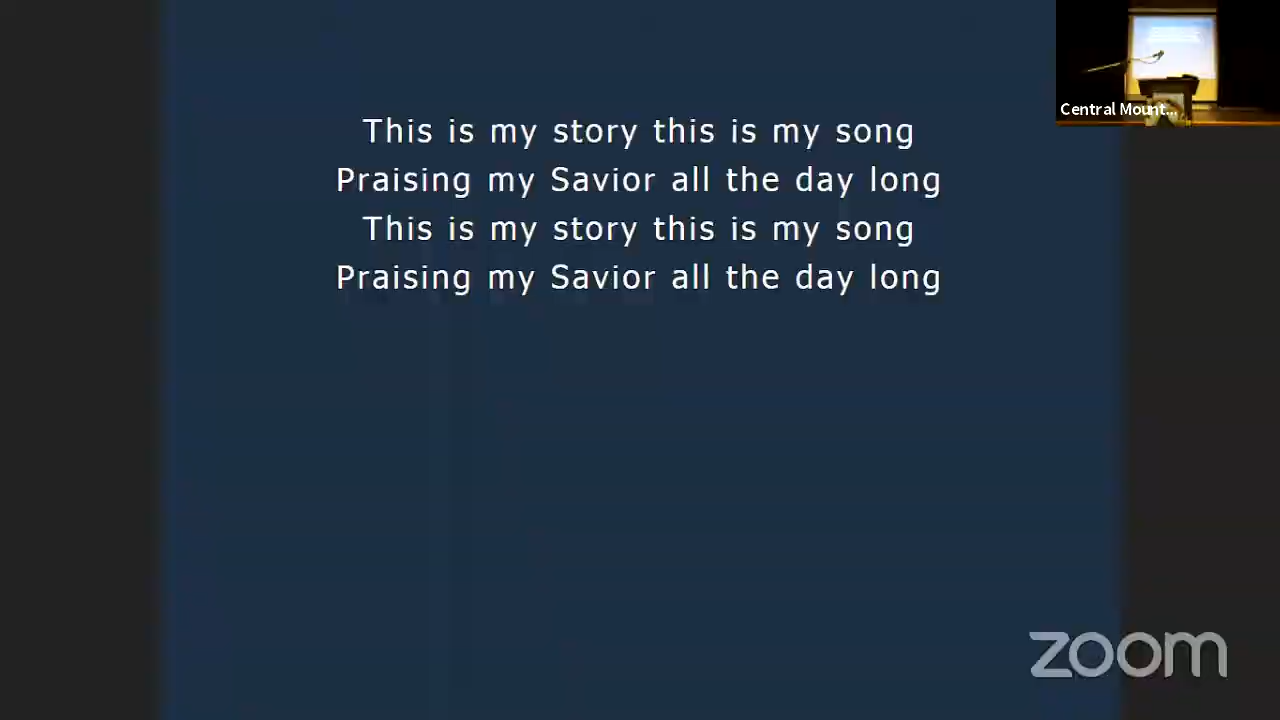 This is my story this is my song
Praising my Savior all the day long
This is my story this is my song
Praising my Savior all the day long
Central Mount...
zoom